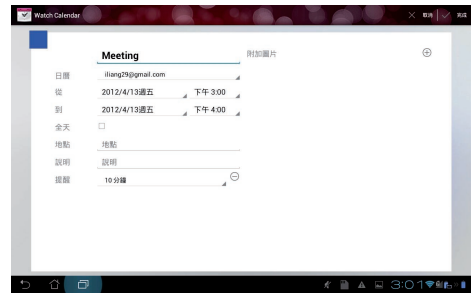 Watch Calendar
取消
完成
Meeting
附加圖片
日曆
iliang29@gmail.com
從
2012/4/13週五
下午 3:00
到
2012/4/13週五
下午 4:00
全天
地點
地點
說明
說明
提醒
10 分鐘
3:01